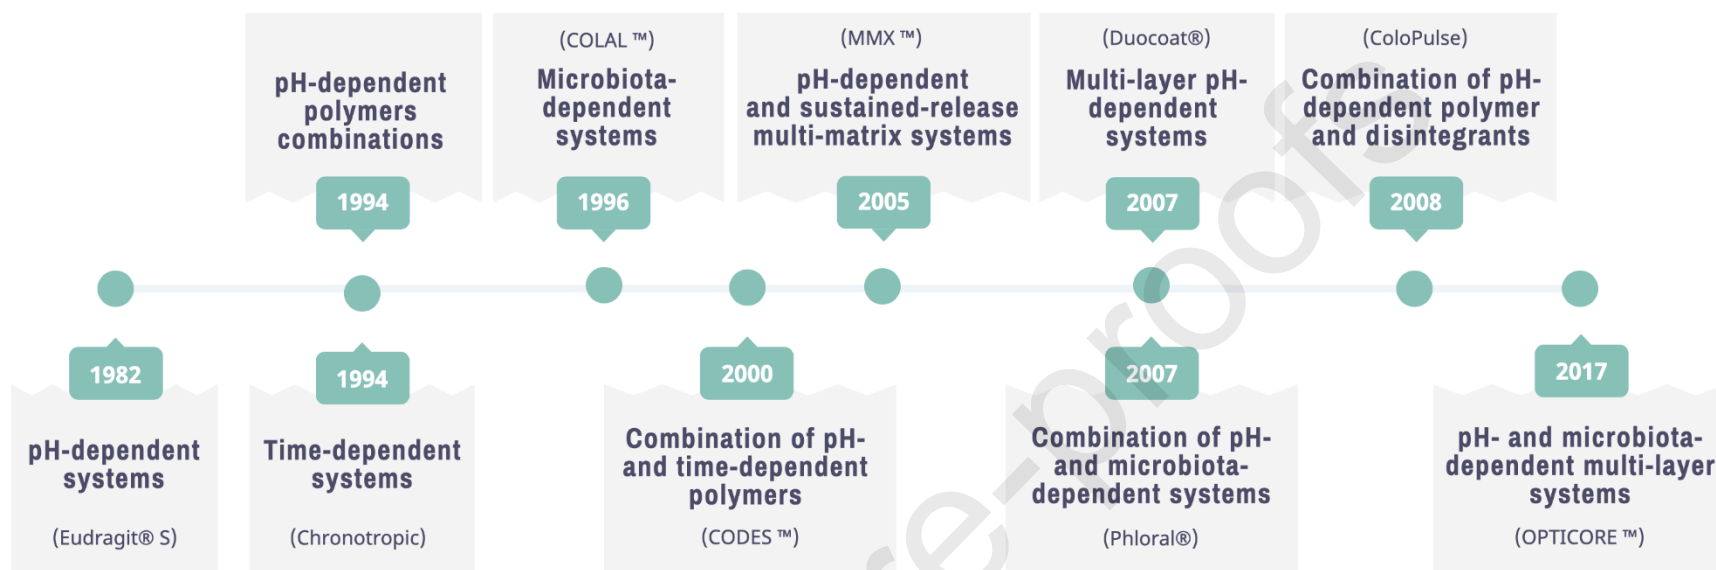 pH-dependent
polymers
combinations
1994
(COLAL ™)
Microbiota-
dependent
systems
1996
(MMX ™)
pH-dependent
and sustained-release
multi-matrix systems
2005
(Duocoat®)
Multi-layer pH-
dependent
systems
2007
(ColoPulse)
Combination of pH-
dependent polymer
and disintegrants
2008
1982
pH-dependent
systems
(Eudragit® S)
1994
Time-dependent
systems
(Chronotropic)
2000
Combination of pH-
and time-dependent
polymers
(CODES ™)
2007
Combination of pH-
and microbiota-
dependent systems
(Phloral®)
2017
pH- and microbiota-
dependent multi-layer
systems
(OPTICORE ™)
e-proofs